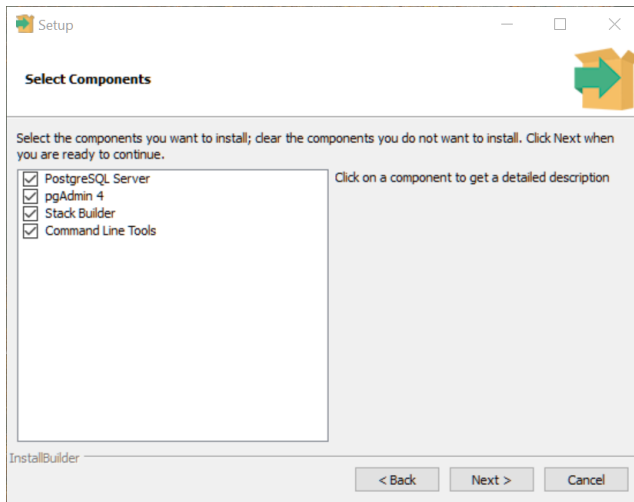 Setup
Select Components
Select the components you want to install; clear the components you do not want to install. Click Next when
you are ready to continue.
PostgreSQL Server
pgAdmin 4
Stack Builder
Command Line Tools
Click on a component to get a detailed description
InstallBuilder
< Back
Next >
Cancel